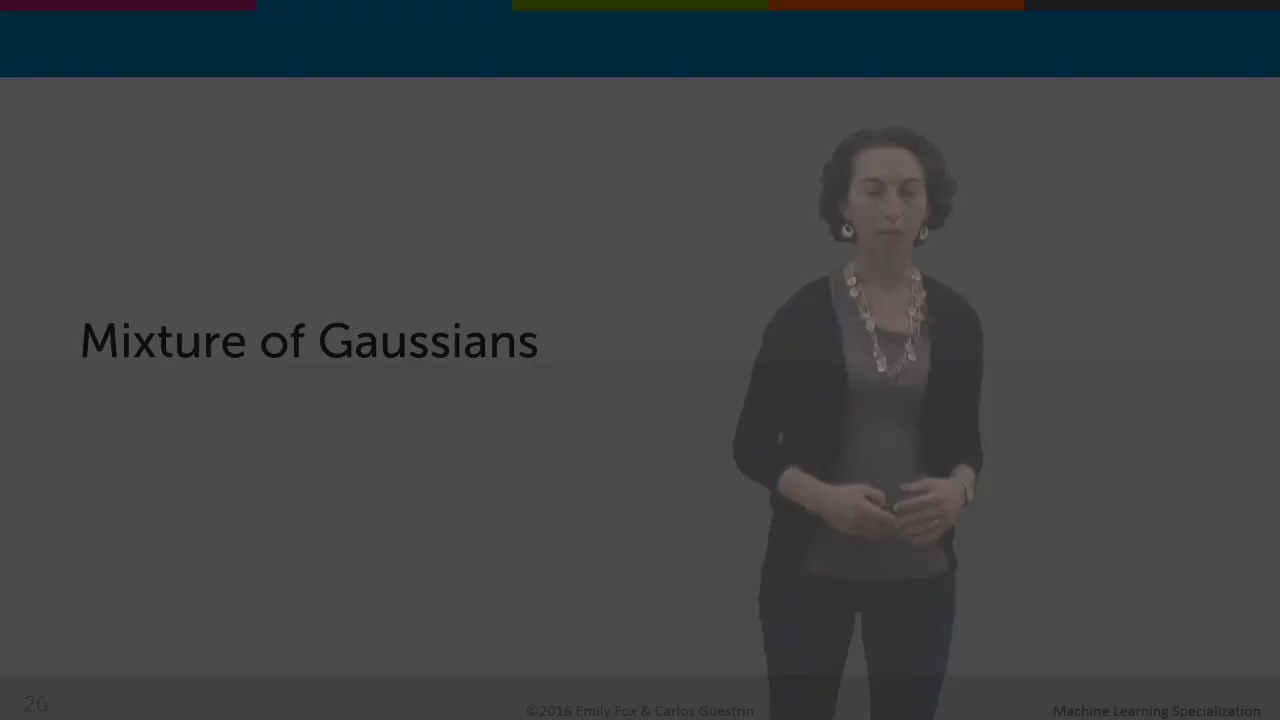 Mixture of Gaussians
26
©2016 Emily Fox & Carlos Guestrin
Machine Learning Specialization